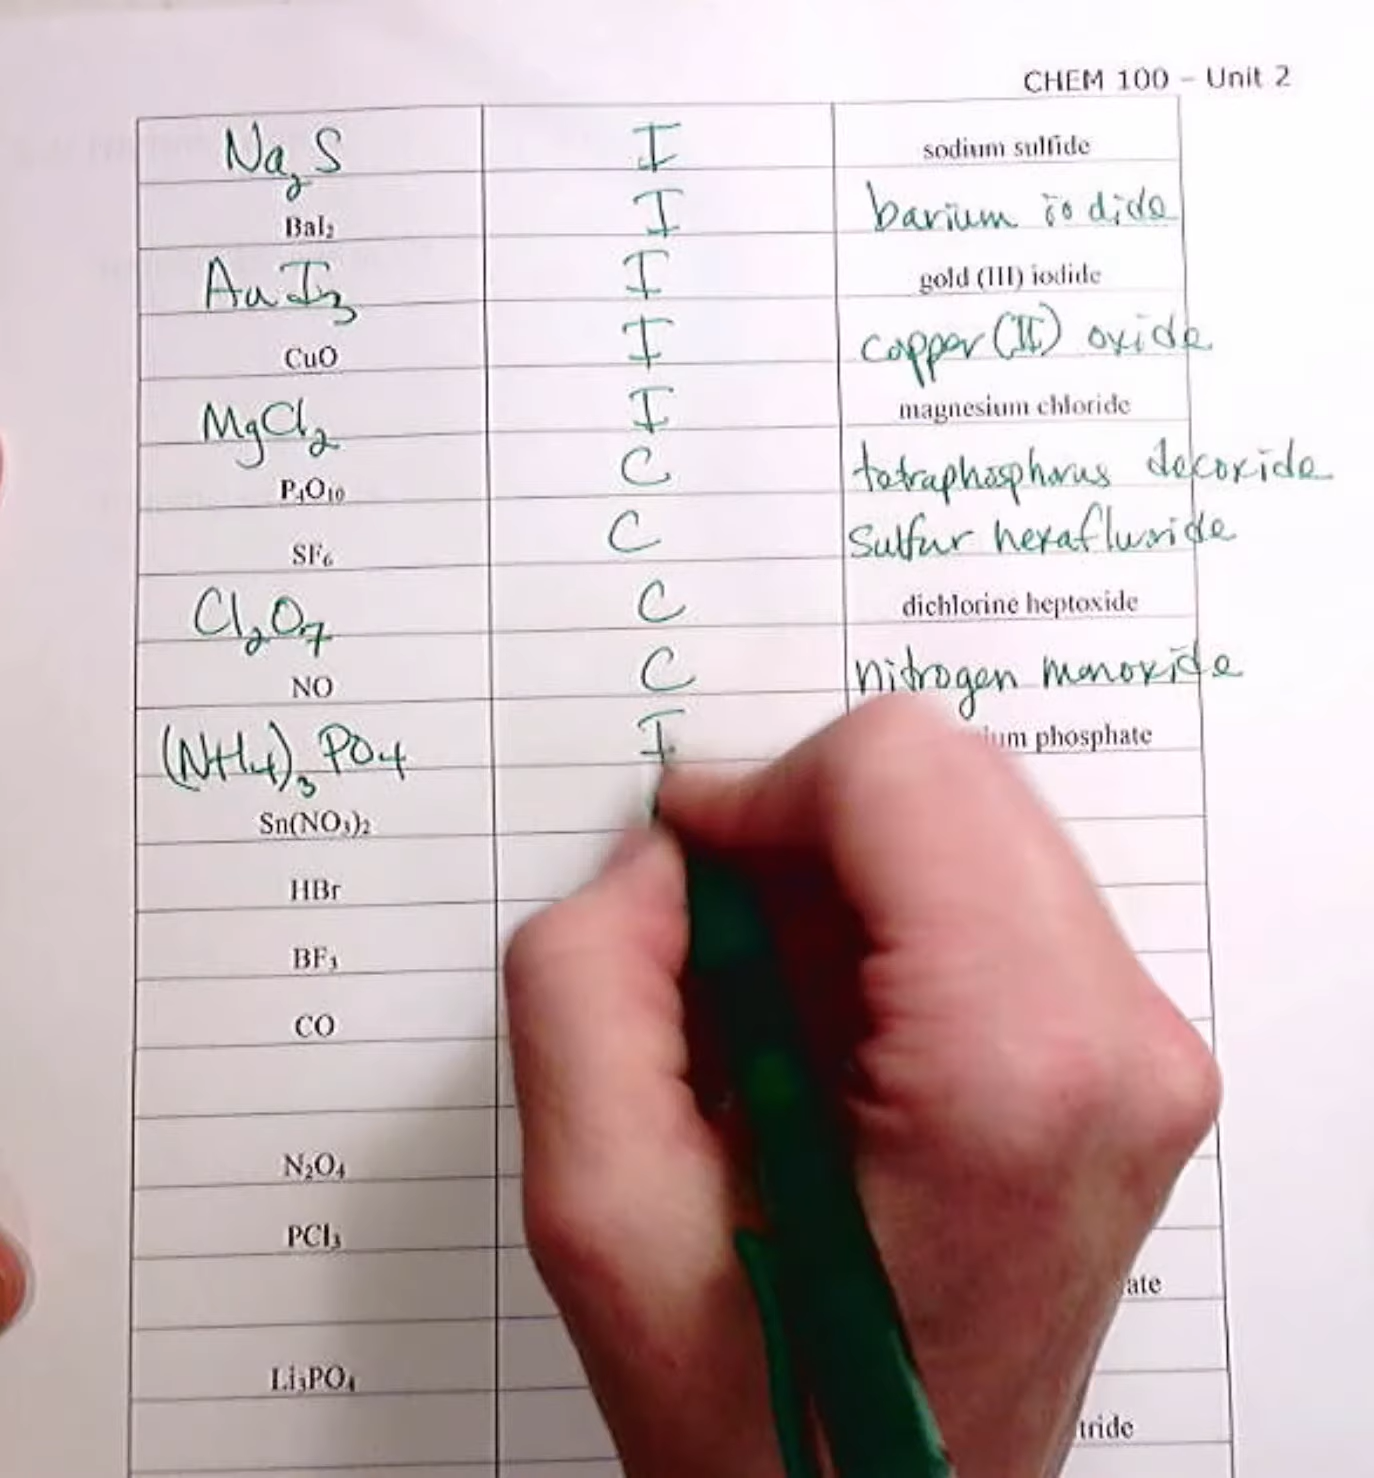 CHEM 100 – Unit 2
Na₂S I sodium sulfide
BaI₂ I barium iodide
AuI₃ I gold (III) iodide
CuO I copper (II) oxide
MgCl₂ I magnesium chloride
P₄O₁₀ C tetraphosphorus decoxide
SF₆ C sulfur hexafluoride
Cl₂O₇ C dichlorine heptoxide
NO C nitrogen monoxide
(NH₄)₃PO₄ I phosphate
Sn(NO₃)₂
HBr
BF₃
CO
N₂O₄
PCl₃
Li₃PO₄